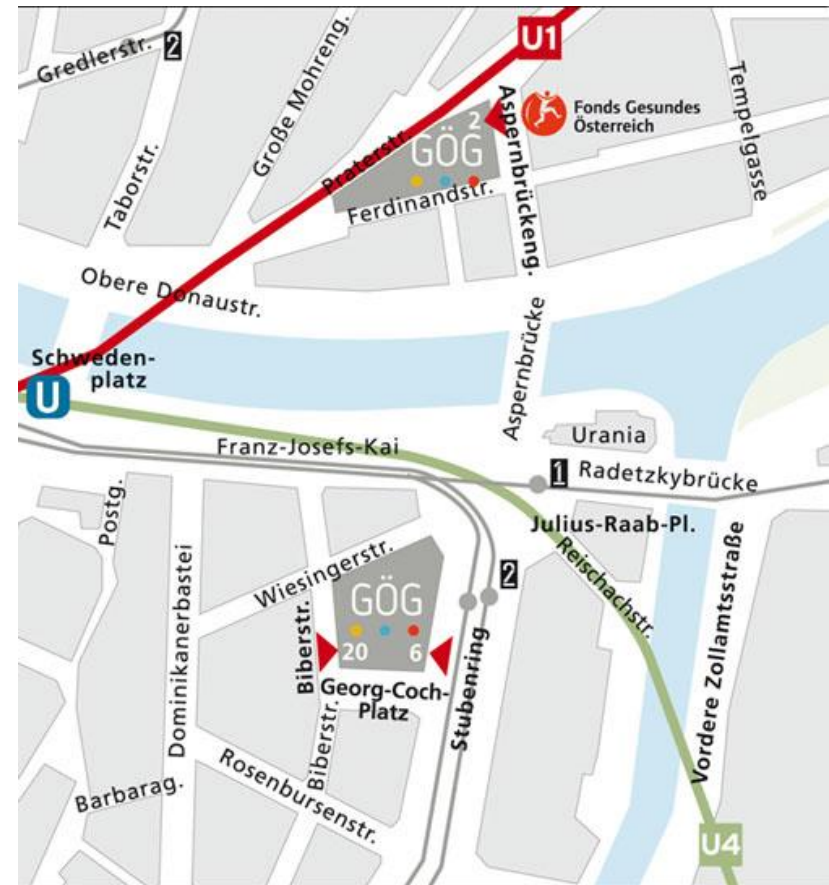 U1
Gredlerstr.
2
Große Mohreng.
Tempelgasse
Fonds Gesundes
Österreich
2
GÖG
Aspernbrückeng.
Praterstr.
Taborstr.
Ferdinandstr.
Obere Donaustr.
Aspernbrücke
Schweden-
platz
U
Urania
Franz-Josefs-Kai
1
Radetzkybrücke
Postg.
Julius-Raab-Pl.
Reischachstr.
Wiesingerstr.
2
Dominikanerbastei
GÖG
Biberstr.
20
6
Georg-Coch-
Platz
Stubenring
Vordere Zollamtsstraße
Biberstr.
Rosenbursenstr.
Barbarag.
U4